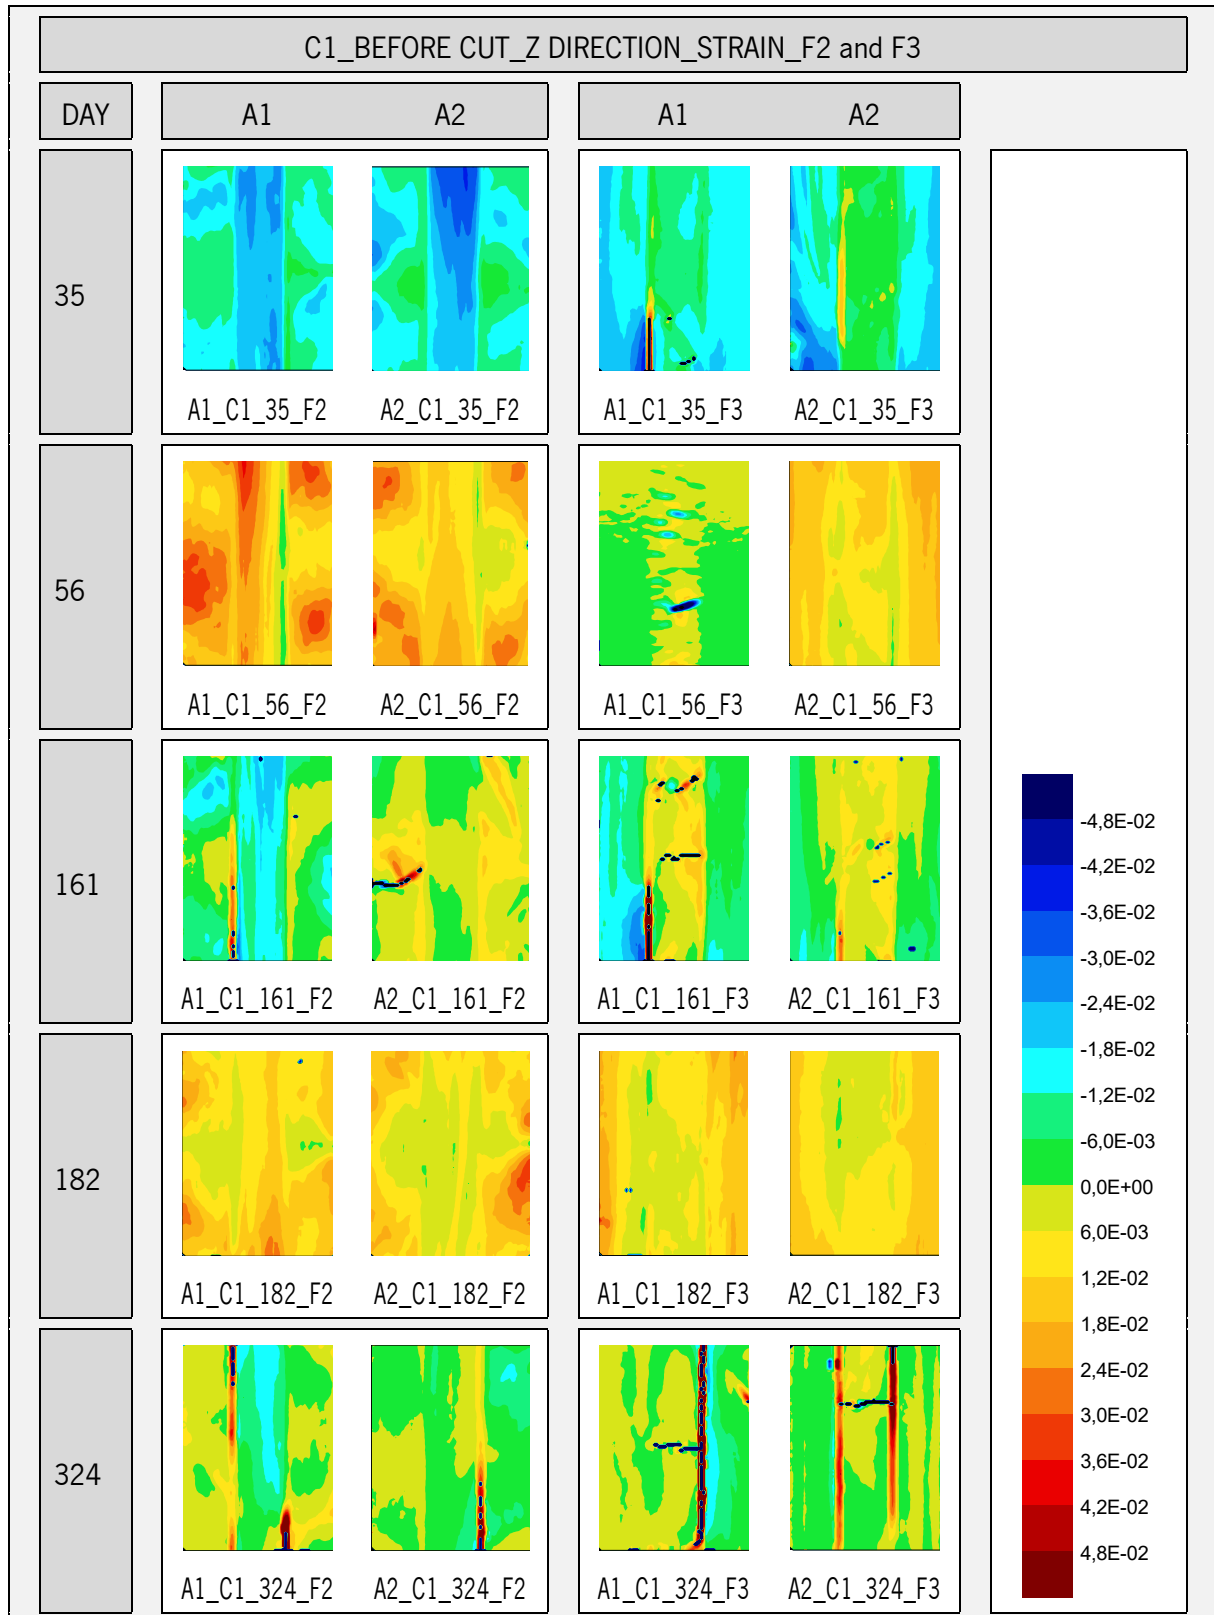 C1_BEFORE CUT_Z DIRECTION_STRAIN_F2 and F3
DAY A1 A2 A1 A2
35
A1_C1_35_F2 A2_C1_35_F2 A1_C1_35_F3 A2_C1_35_F3
56
A1_C1_56_F2 A2_C1_56_F2 A1_C1_56_F3 A2_C1_56_F3
161
A1_C1_161_F2 A2_C1_161_F2 A1_C1_161_F3 A2_C1_161_F3
182
A1_C1_182_F2 A2_C1_182_F2 A1_C1_182_F3 A2_C1_182_F3
324
A1_C1_324_F2 A2_C1_324_F2 A1_C1_324_F3 A2_C1_324_F3
-4,8E-02
-4,2E-02
-3,6E-02
-3,0E-02
-2,4E-02
-1,8E-02
-1,2E-02
-6,0E-03
0,0E+00
6,0E-03
1,2E-02
1,8E-02
2,4E-02
3,0E-02
3,6E-02
4,2E-02
4,8E-02